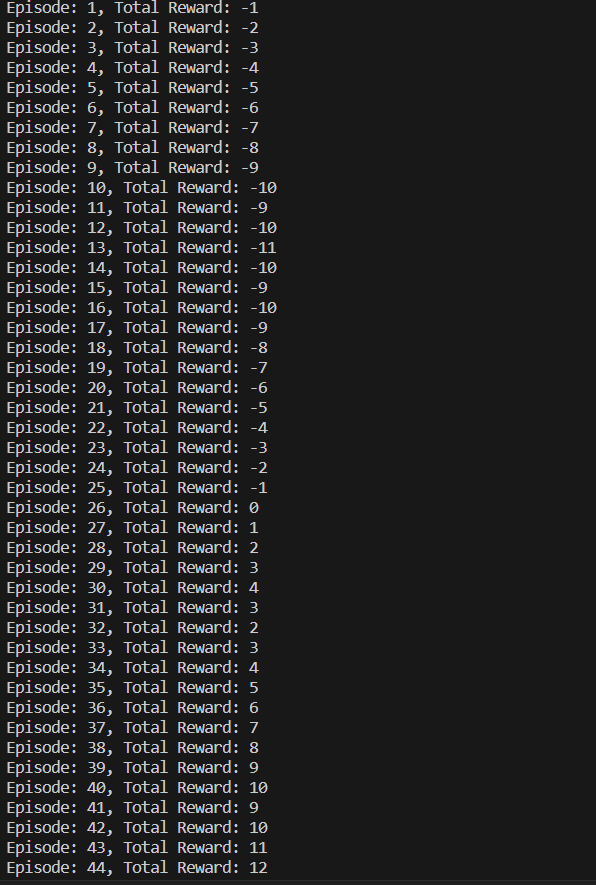 Episode: 1, Total Reward: -1
Episode: 2, Total Reward: -2
Episode: 3, Total Reward: -3
Episode: 4, Total Reward: -4
Episode: 5, Total Reward: -5
Episode: 6, Total Reward: -6
Episode: 7, Total Reward: -7
Episode: 8, Total Reward: -8
Episode: 9, Total Reward: -9
Episode: 10, Total Reward: -10
Episode: 11, Total Reward: -9
Episode: 12, Total Reward: -10
Episode: 13, Total Reward: -11
Episode: 14, Total Reward: -10
Episode: 15, Total Reward: -9
Episode: 16, Total Reward: -10
Episode: 17, Total Reward: -9
Episode: 18, Total Reward: -8
Episode: 19, Total Reward: -7
Episode: 20, Total Reward: -6
Episode: 21, Total Reward: -5
Episode: 22, Total Reward: -4
Episode: 23, Total Reward: -3
Episode: 24, Total Reward: -2
Episode: 25, Total Reward: -1
Episode: 26, Total Reward: 0
Episode: 27, Total Reward: 1
Episode: 28, Total Reward: 2
Episode: 29, Total Reward: 3
Episode: 30, Total Reward: 4
Episode: 31, Total Reward: 3
Episode: 32, Total Reward: 2
Episode: 33, Total Reward: 3
Episode: 34, Total Reward: 4
Episode: 35, Total Reward: 5
Episode: 36, Total Reward: 6
Episode: 37, Total Reward: 7
Episode: 38, Total Reward: 8
Episode: 39, Total Reward: 9
Episode: 40, Total Reward: 10
Episode: 41, Total Reward: 9
Episode: 42, Total Reward: 10
Episode: 43, Total Reward: 11
Episode: 44, Total Reward: 12